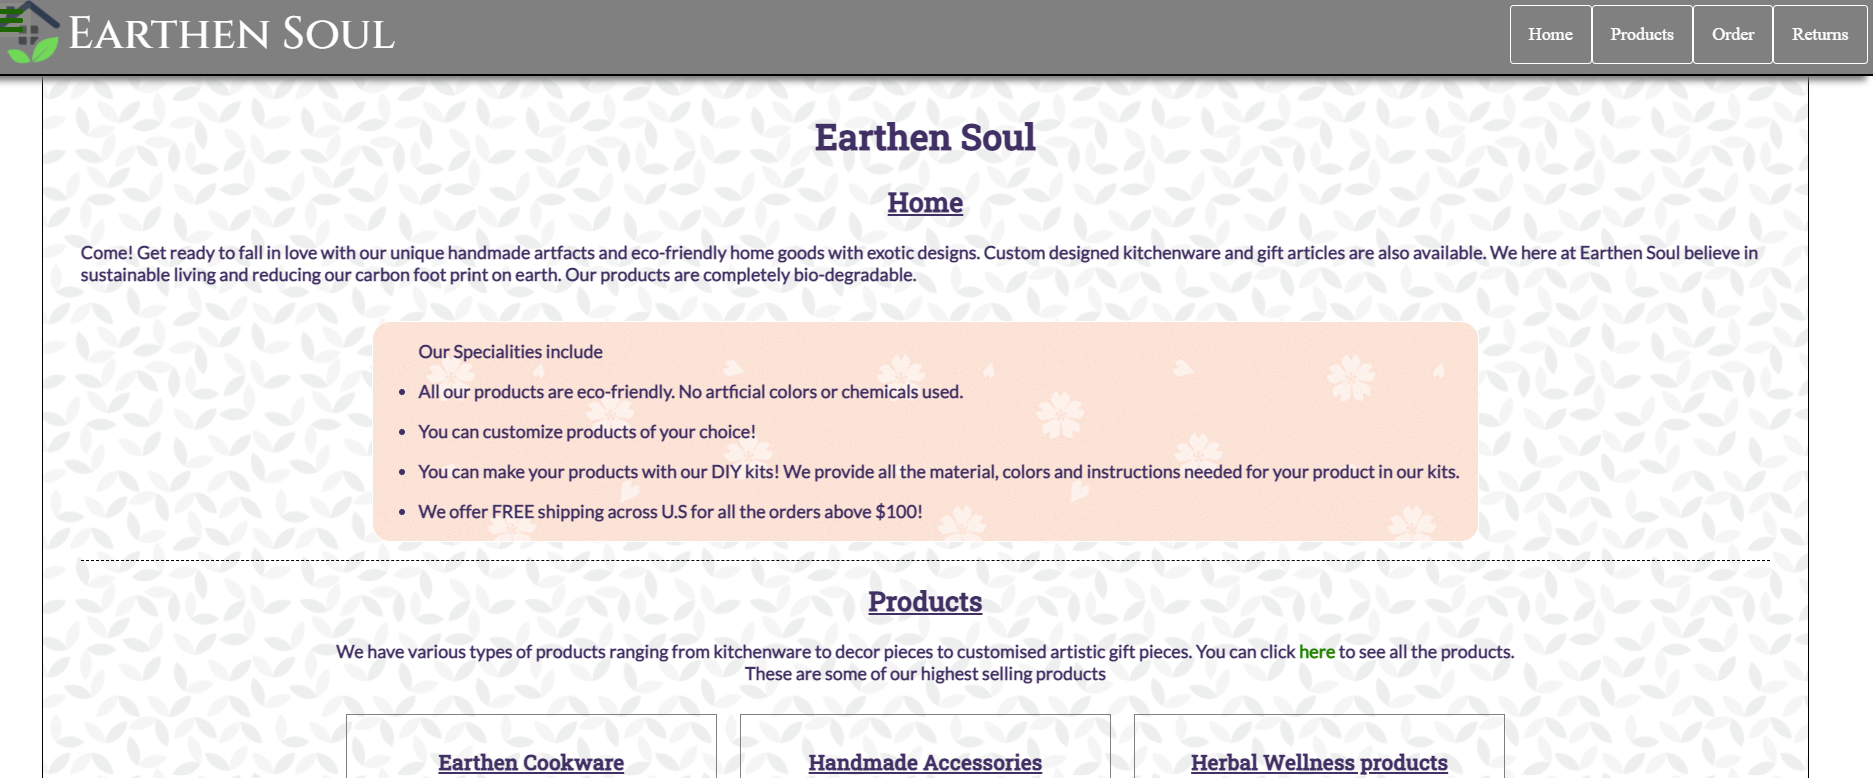 EARTHEN SOUL
Home Products Order Returns
Earthen Soul
Home
Come! Get ready to fall in love with our unique handmade artfacts and eco-friendly home goods with exotic designs. Custom designed kitchenware and gift articles are also available. We here at Earthen Soul believe in
sustainable living and reducing our carbon foot print on earth. Our products are completely bio-degradable.
Our Specialities include
• All our products are eco-friendly. No artficial colors or chemicals used.
• You can customize products of your choice!
• You can make your products with our DIY kits! We provide all the material, colors and instructions needed for your product in our kits.
• We offer FREE shipping across U.S for all the orders above $100!
Products
We have various types of products ranging from kitchenware to decor pieces to customised artistic gift pieces. You can click here to see all the products.
These are some of our highest selling products
Earthen Cookware
Handmade Accessories
Herbal Wellness products